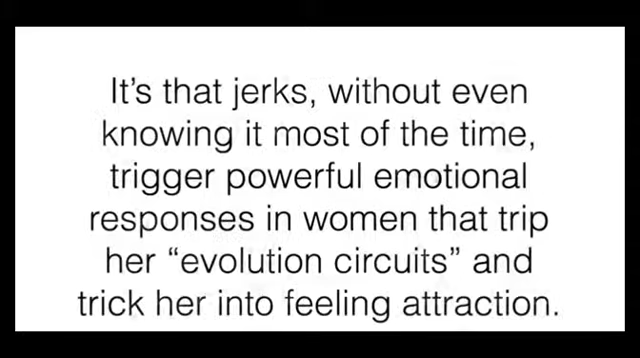 It’s that jerks, without even
knowing it most of the time,
trigger powerful emotional
responses in women that trip
her “evolution circuits” and
trick her into feeling attraction.